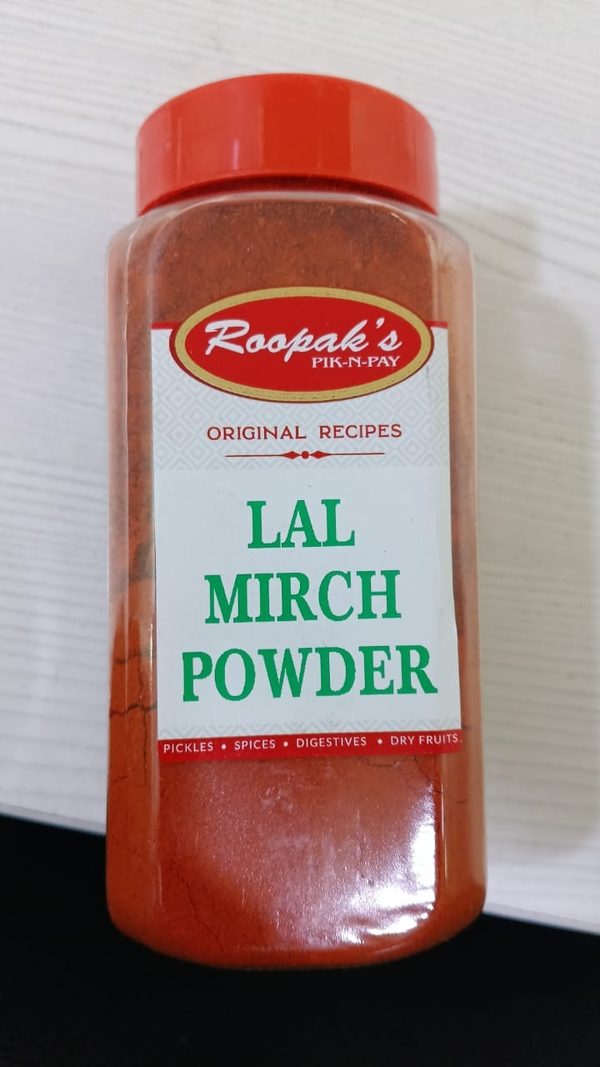 Roopak's
PIK-N-PAY
ORIGINAL RECIPES
LAL
MIRCH
POWDER
PICKLES • SPICES • DIGESTIVES • DRY FRUITS